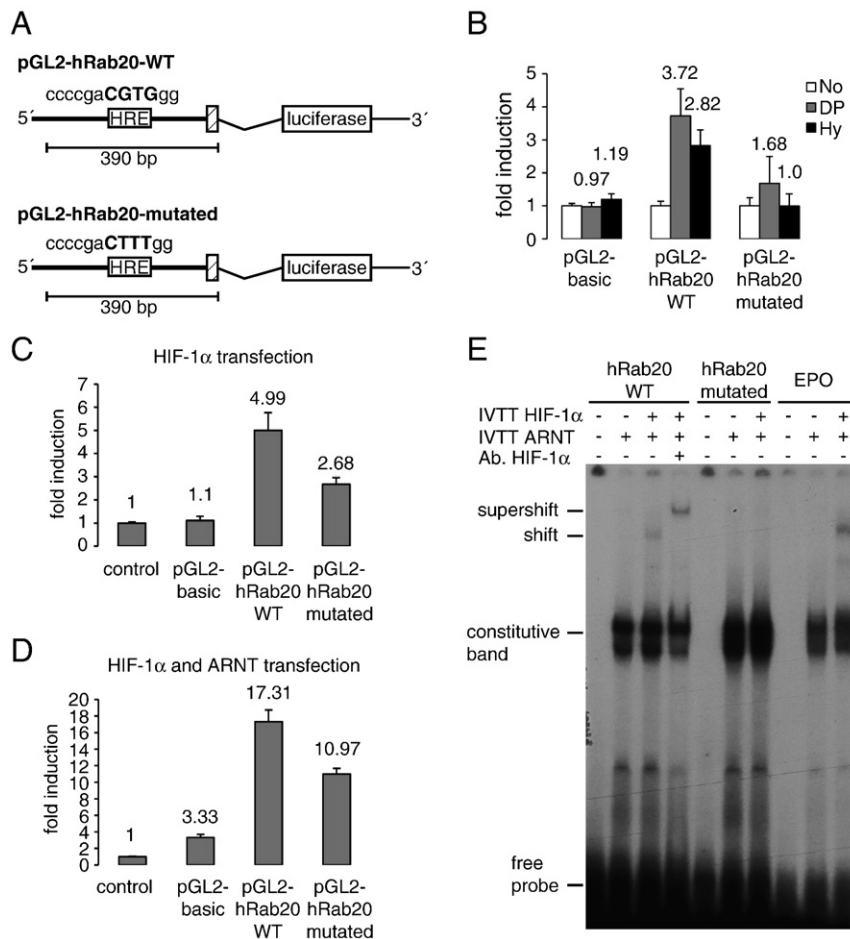 A
pGL2-hRab20-WT
ccccgaCGTGgg
5´ HRE luciferase 3´
390 bp
pGL2-hRab20-mutated
ccccgaCTTTgg
5´ HRE luciferase 3´
390 bp
B
fold induction
5
4
3
2
1
0
0.97
1.19
3.72
2.82
1.68
1.0
No
DP
Hy
pGL2-
basic
pGL2-
hRab20
WT
pGL2-
hRab20
mutated
C
HIF-1α transfection
fold induction
7
6
5
4
3
2
1
0
1
1.1
4.99
2.68
control
pGL2-
basic
pGL2-
hRab20
WT
pGL2-
hRab20
mutated
D
HIF-1α and ARNT transfection
fold induction
20
18
16
14
12
10
8
6
4
2
0
1
3.33
17.31
10.97
control
pGL2-
basic
pGL2-
hRab20
WT
pGL2-
hRab20
mutated
E
hRab20
WT
hRab20
mutated
EPO
IVTT HIF-1α - - + + - - + - - +
IVTT ARNT - + + + - + + - + +
Ab. HIF-1α +
supershift
shift
constitutive
band
free
probe